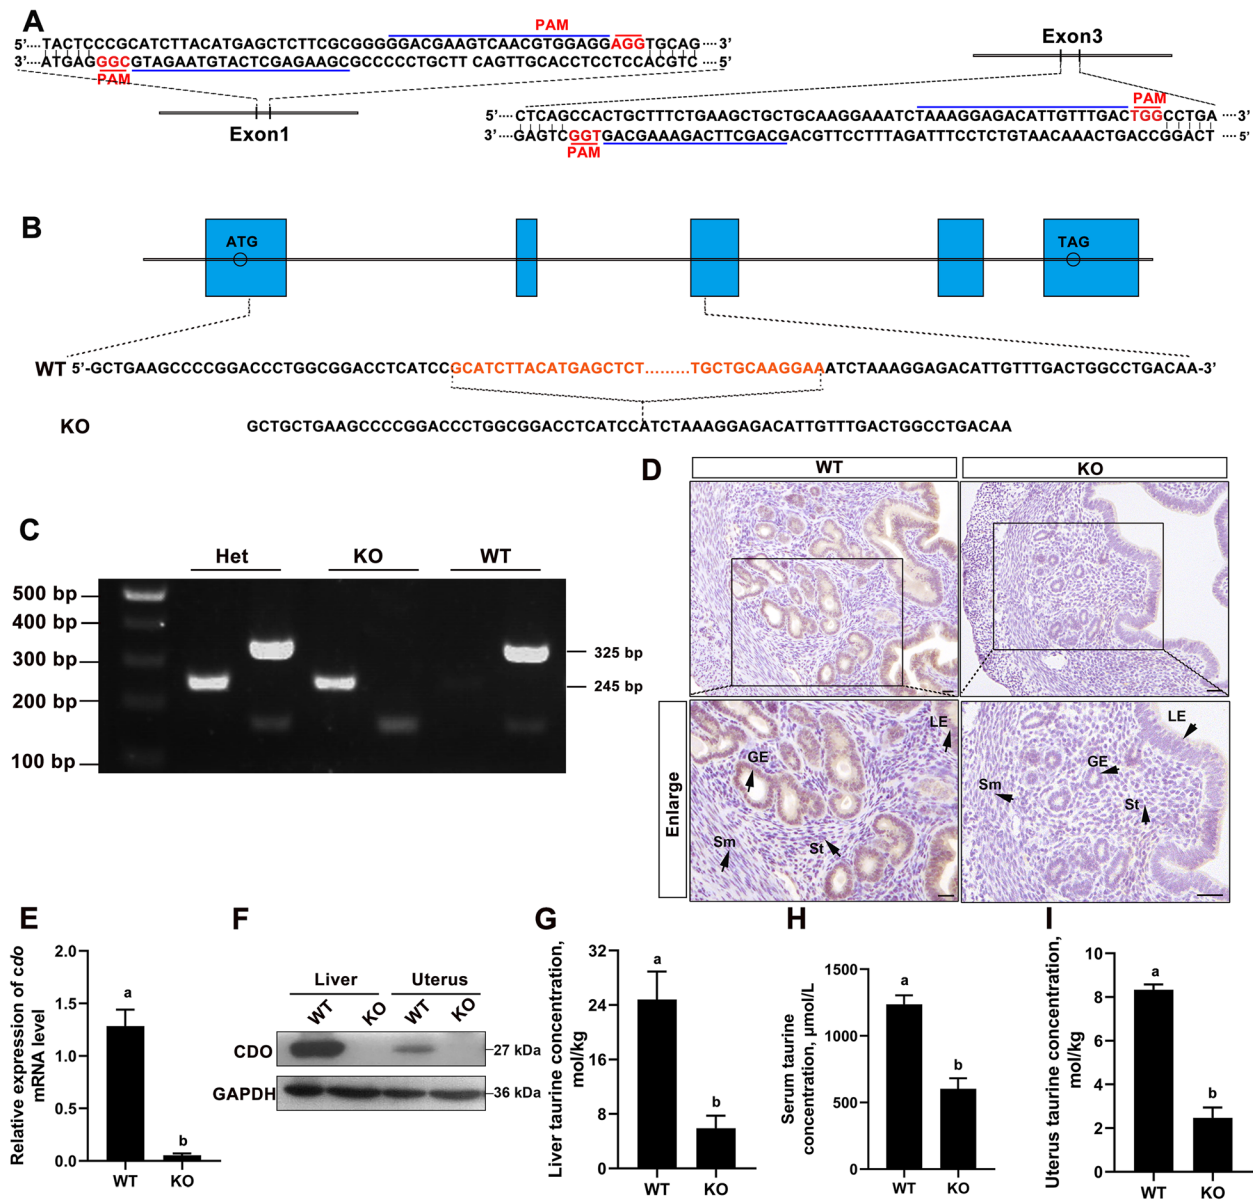 A
PAM
5'····TACTCCCGCATCTTACATGAGCTCTTCGCGGGGGGACGAAGTCAACGTGGAGGAGGTGCAG····3'
3'····ATGAGGGCGTAGAATGTACTCGAGAAGCGCCCCCTGCTT CAGTTGCACCTCCTCCACGTC····5'
PAM
Exon1
Exon3
PAM
5'····CTCAGCCACTGCTTTCTGAAGCTGCTGCAAGGAAATCTAAAGGAGACATTGTTTGACTGGCCTGA····3'
3'····GAGTCGGTGACGAAAGACTTCGACGACGTTCCTTTAGATTTCCTCTGTAACAAACTGACCGGACT····5'
PAM
B
ATG
TAG
WT 5'-GCTGAAGCCCCGGACCCTGGCGGACCTCATCCGCATCTTACATGAGCTCT.........TGCTGCAAGGAAATCTAAAGGAGACATTGTTTGACTGGCCTGACAA-3'
KO GCTGCTGAAGCCCCGGACCCTGGCGGACCTCATCCATCTAAAGGAGACATTGTTTGACTGGCCTGACAA
C
Het KO WT
500 bp
400 bp
300 bp
200 bp
100 bp
325 bp
245 bp
D
WT KO
Enlarge
LE
GE
Sm
St
LE
GE
Sm
St
E
Relative expression of cdo
mRNA level
2.0
1.5
1.0
0.5
0.0
a
b
WT KO
F
Liver Uterus
WT KO WT KO
CDO
27 kDa
GAPDH
36 kDa
G
Liver taurine concentration,
mol/kg
32
24
16
8
0
a
b
WT KO
H
Serum taurine
concentration, μmol/L
1500
1000
500
0
a
b
WT KO
I
Uterus taurine concentration,
mol/kg
10
8
6
4
2
0
a
b
WT KO